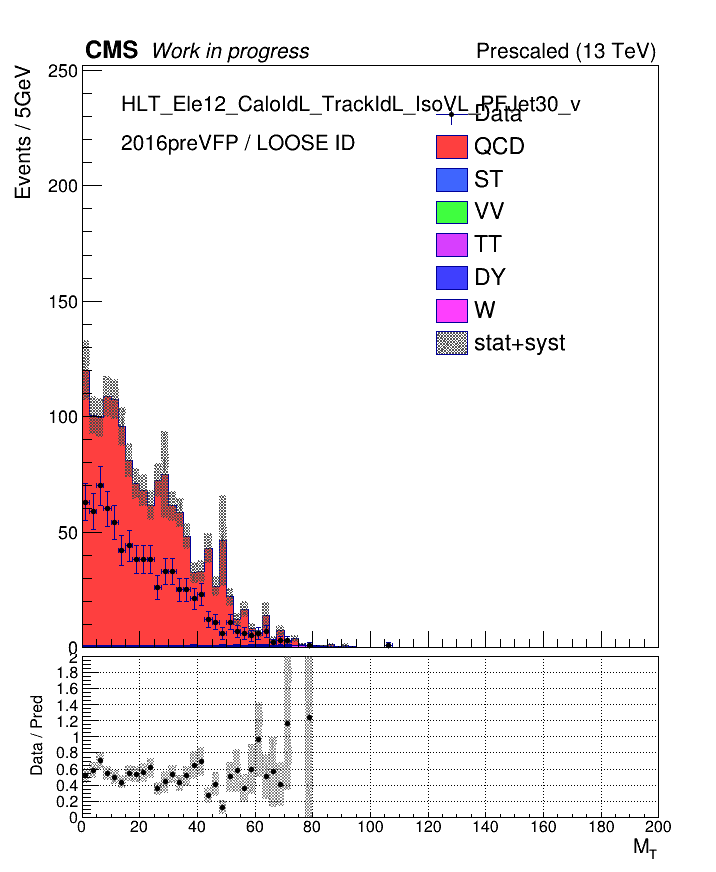 CMS Work in progress Prescaled (13 TeV)
Events / 5GeV
250
200
150
100
50
0
HLT_Ele12_CaloIdL_TrackIdL_IsoVL_PFJet30_v
2016preVFP / LOOSE ID
Data
QCD
ST
VV
TT
DY
W
stat+syst
Data / Pred
2
1.8
1.6
1.4
1.2
1
0.8
0.6
0.4
0.2
0
0 20 40 60 80 100 120 140 160 180 200
M_T